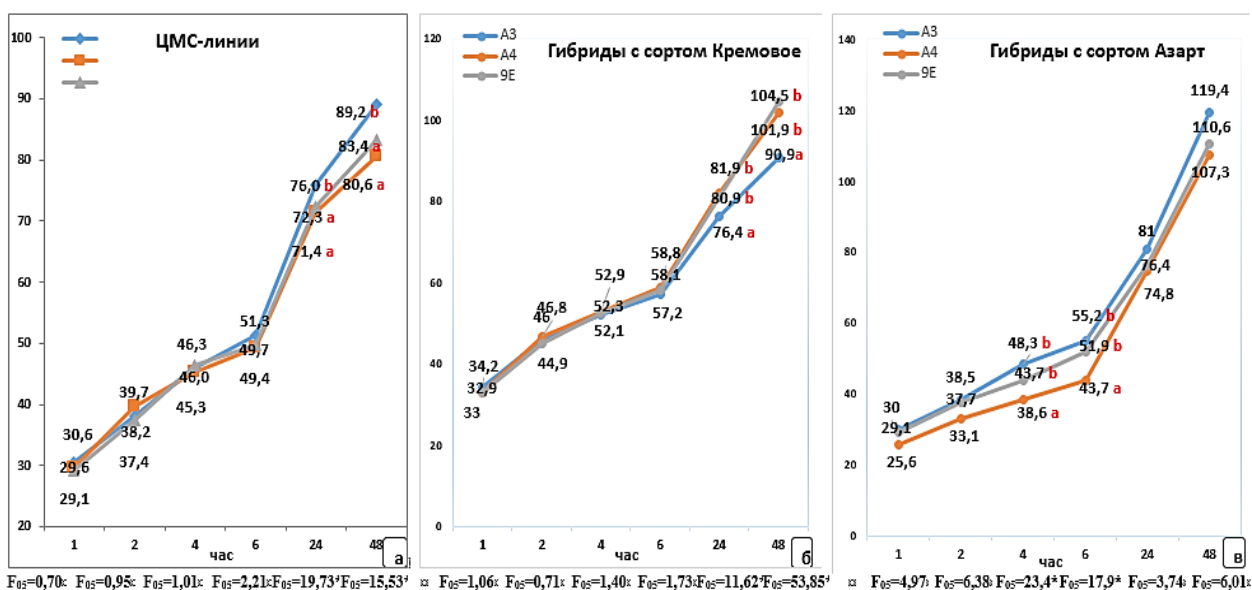 ЦМС-линии
100
90
80
70
60
50
40
30
20
89,2 b
83,4 a
80,6 a
76,0 b
72,3 a
71,4 a
51,3
49,7
49,4
46,3
46,0
45,3
39,7
38,2
37,4
30,6
29,6
29,1
1 2 4 6 24 48
час
а
F05=0,70 F05=0,95 F05=1,01 F05=2,21 F05=19,73* F05=15,53*
A3
A4
9E
Гибриды с сортом Кремовое
120
100
80
60
40
20
0
104,5 b
101,9 b
90,9 a
81,9 b
80,9 b
76,4 a
58,8
58,1
57,2
52,9
52,3
52,1
46,8
46
44,9
34,2
32,9
33
1 2 4 6 24 48
час
б
¤ F05=1,06 F05=0,71 F05=1,40 F05=1,73 F05=11,62* F05=53,85*
A3
A4
9E
Гибриды с сортом Азарт
140
120
100
80
60
40
20
0
119,4
110,6
107,3
81
76,4
74,8
55,2 b
51,9 b
43,7 a
48,3 b
43,7 b
38,6 a
38,5
37,7
33,1
30
29,1
25,6
1 2 4 6 24 48
час
в
¤ F05=4,97 F05=6,38 F05=23,4* F05=17,9* F05=3,74 F05=6,01